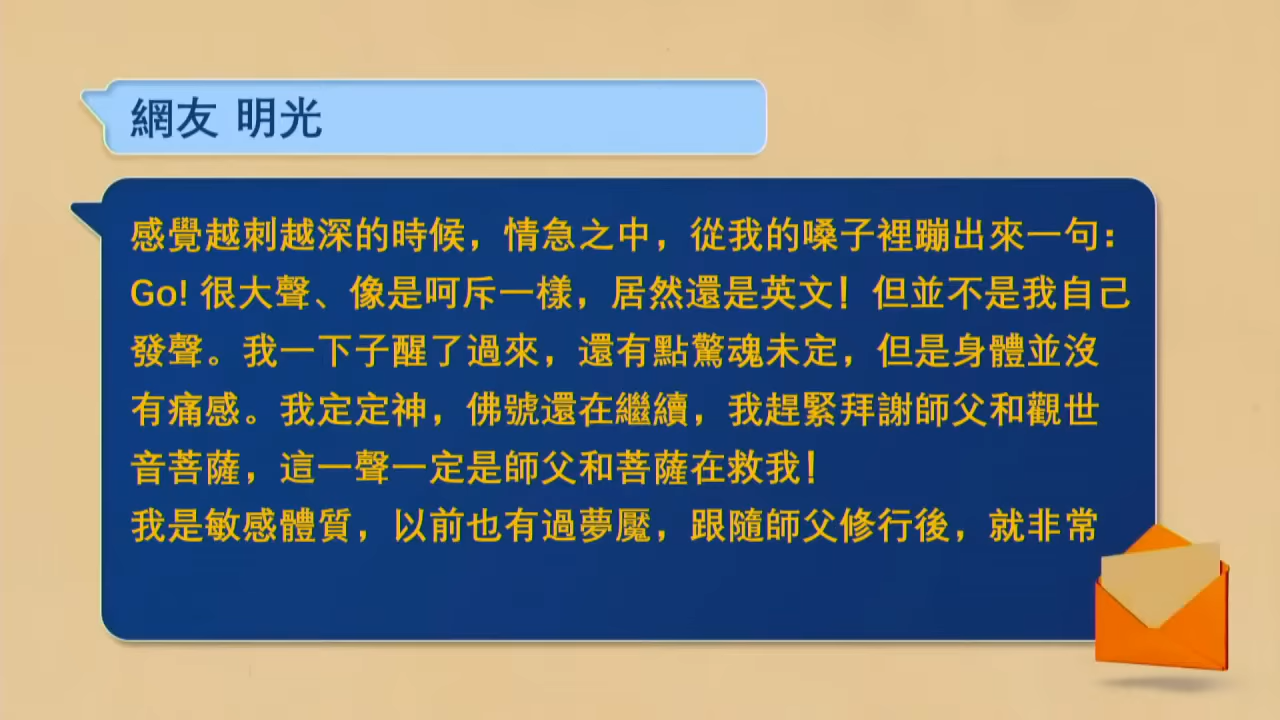 網友 明光
感覺越刺越深的時候，情急之中，從我的嗓子裡蹦出來一句：
Go! 很大聲、像是呵斥一樣，居然還是英文！但並不是我自己
發聲。我一下子醒了過來，還有點驚魂未定，但是身體並沒
有痛感。我定定神，佛號還在繼續，我趕緊拜謝師父和觀世
音菩薩，這一聲一定是師父和菩薩在救我！
我是敏感體質，以前也有過夢魘，跟隨師父修行後，就非常